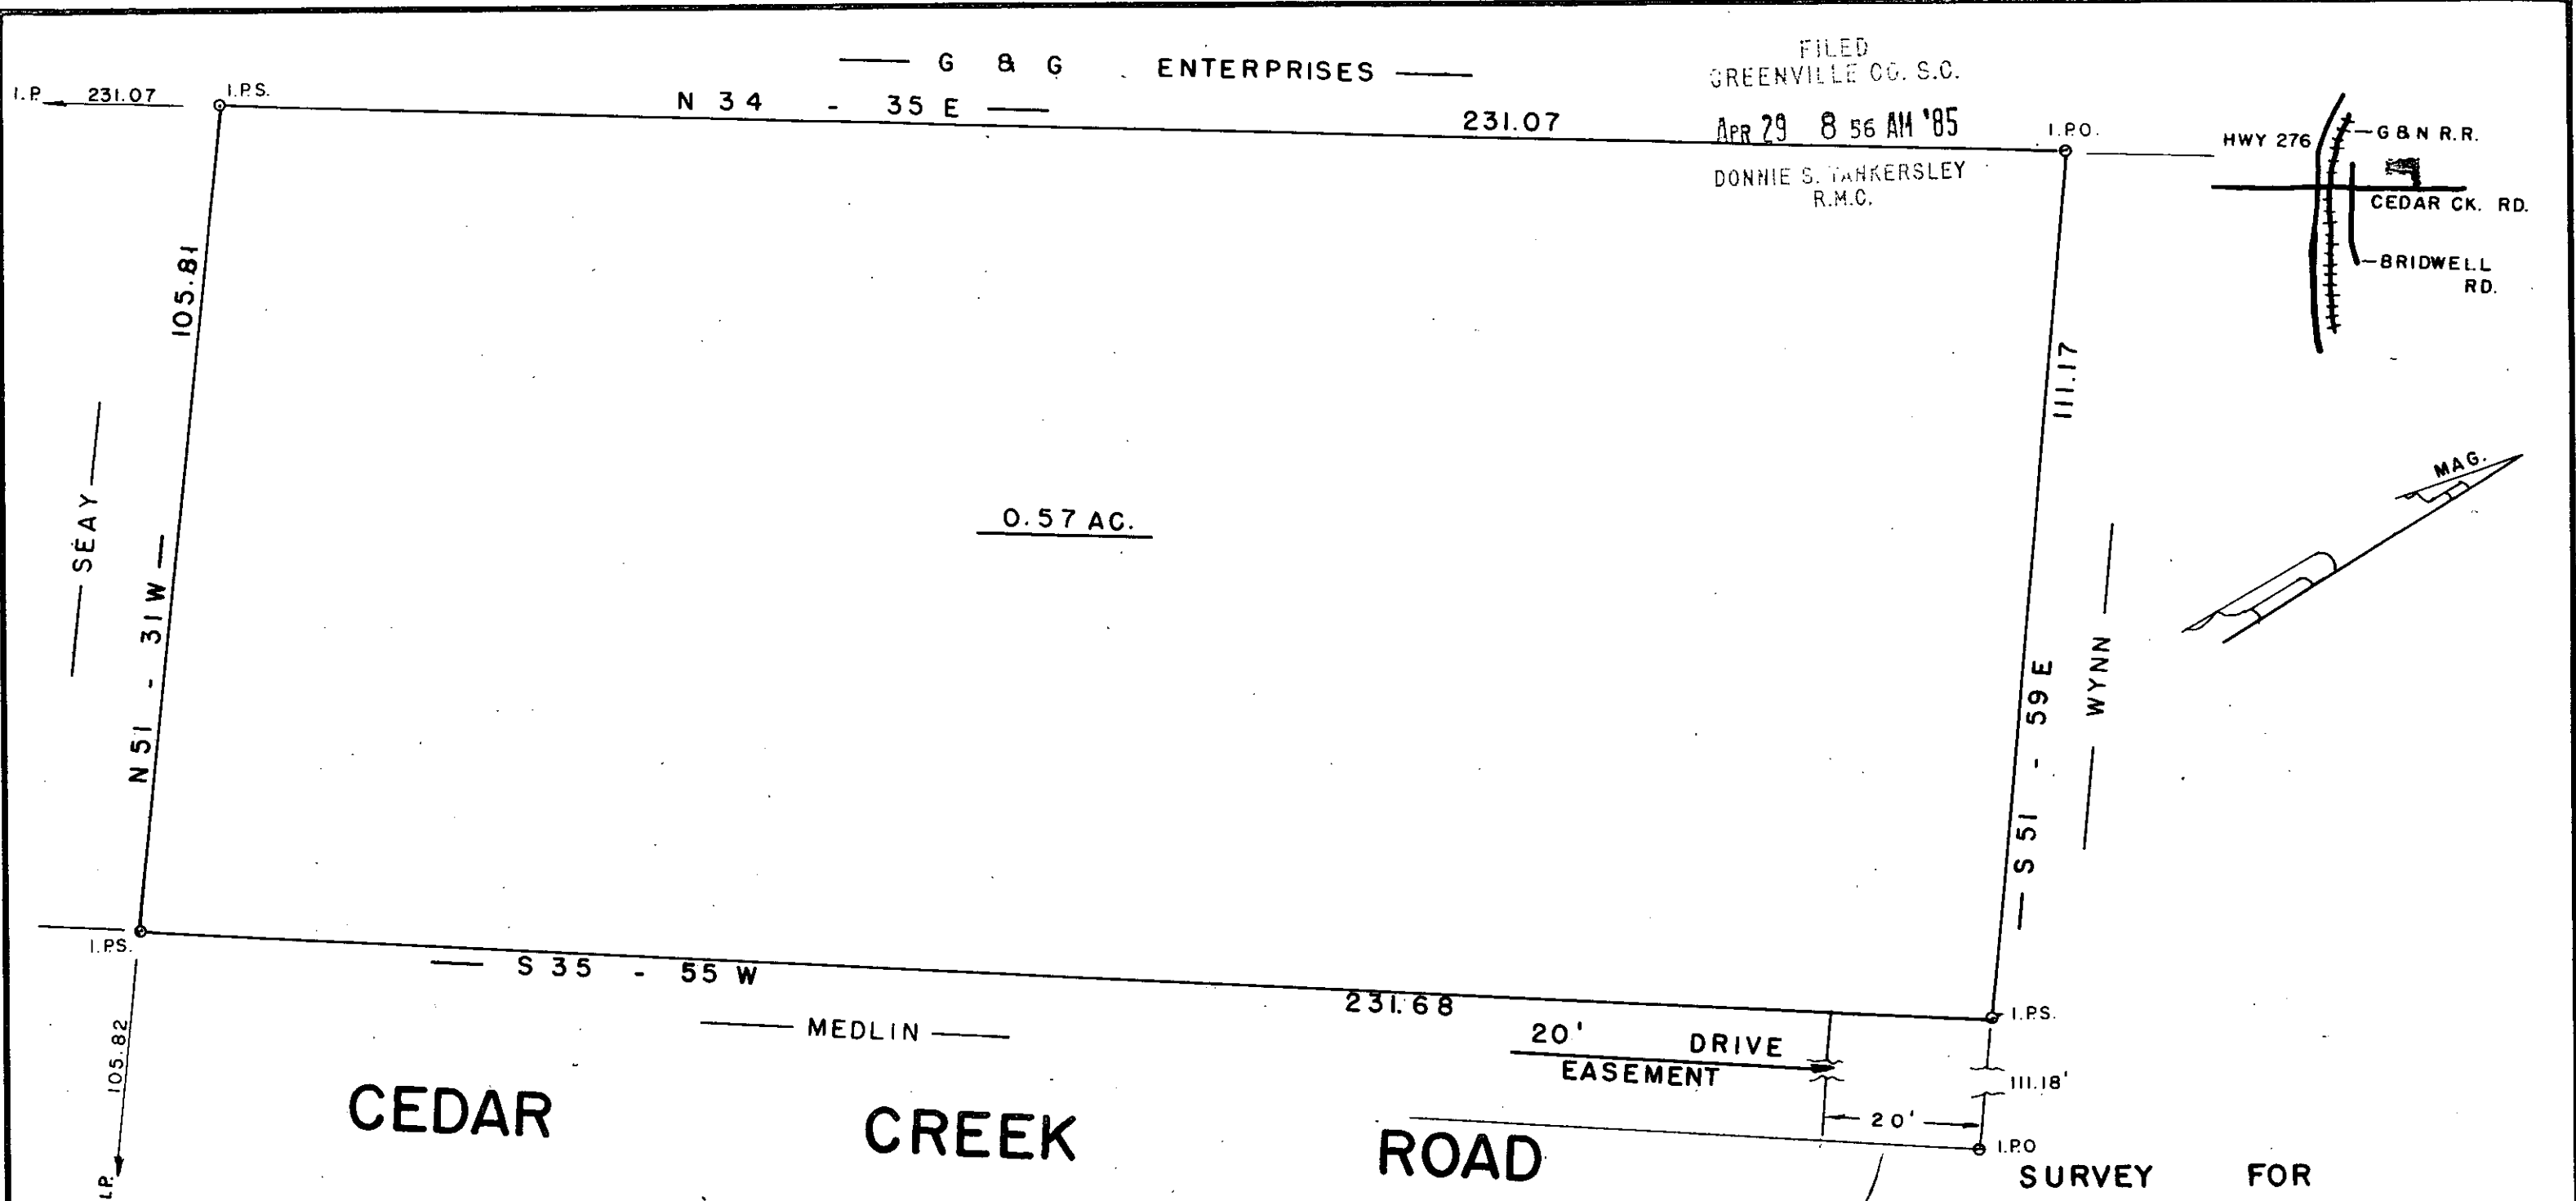 G & G ENTERPRISES
FILED
GREENVILLE CO. S.C.
APR 29 8 56 AM '85
DONNIE S. TANKERSLEY
R.M.C.
I.P. 231.07 I.P.S.
N 34 - 35 E
231.07
I.P.O.
HWY 276
G & N R.R.
CEDAR CK. RD.
BRIDWELL
RD.
105.81
111.17
MAG.
SEAY
0.57 AC.
N 51 - 31 W
S 51 - 59 E
WYNN
I.P.S.
S 35 - 55 W
231.68
I.P.S.
MEDLIN
20' DRIVE
EASEMENT
105.82
111.18'
20'
CEDAR CREEK ROAD
I.P.O
I.P.
SURVEY FOR